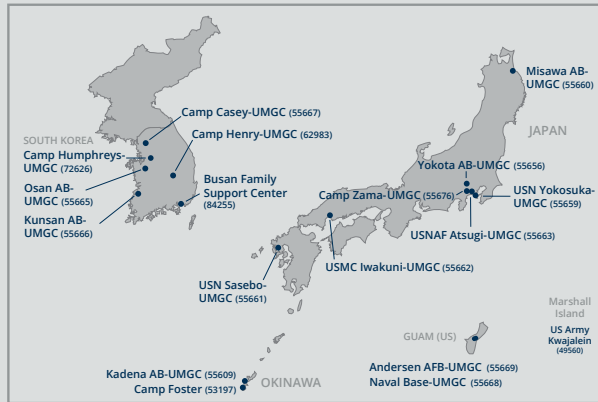 Misawa AB-
UMGC (55660)
Camp Casey-UMGC (55667)
SOUTH KOREA
Camp Henry-UMGC (62983)
JAPAN
Camp Humphreys-
UMGC (72626)
Yokota AB-UMGC (55656)
Osan AB-
UMGC (55665)
Busan Family
Support Center
(84255)
Camp Zama-UMGC (55676)
USN Yokosuka-
UMGC (55659)
Kunsan AB-
UMGC (55666)
USNAF Atsugi-UMGC (55663)
USMC Iwakuni-UMGC (55662)
USN Sasebo-
UMGC (55661)
Marshall
Island
US Army
Kwajalein
(49560)
GUAM (US)
Andersen AFB-UMGC (55669)
Naval Base-UMGC (55668)
Kadena AB-UMGC (55609)
Camp Foster (53197)
OKINAWA